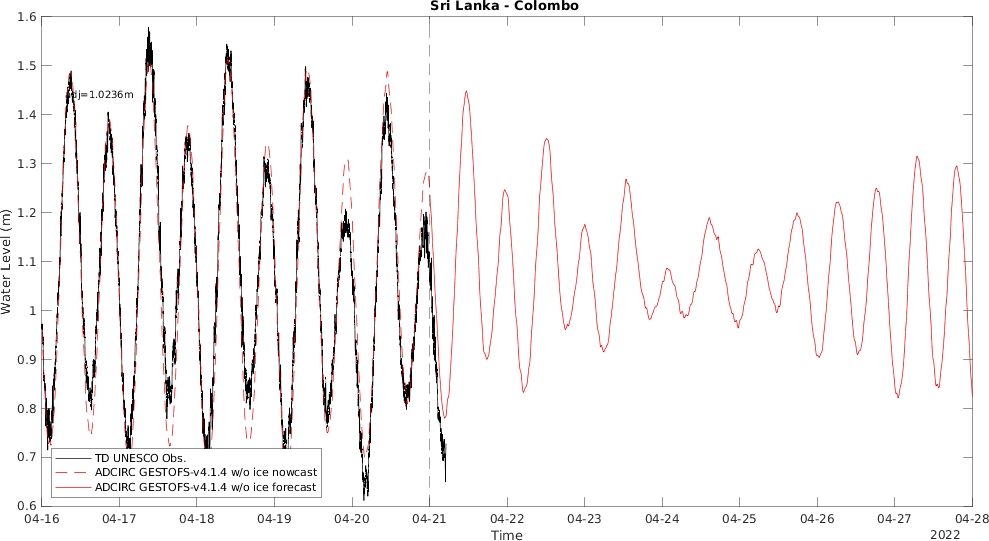 Sri Lanka - Colombo
1.6
1.5
1.4
1.3
1.2
1.1
1
0.9
0.8
0.7
0.6
Water Level (m)
adj=1.0236m
TD UNESCO Obs.
ADCIRC GESTOFS-v4.1.4 w/o ice nowcast
ADCIRC GESTOFS-v4.1.4 w/o ice forecast
04-16 04-17 04-18 04-19 04-20 04-21 04-22 04-23 04-24 04-25 04-26 04-27 04-28
Time
2022